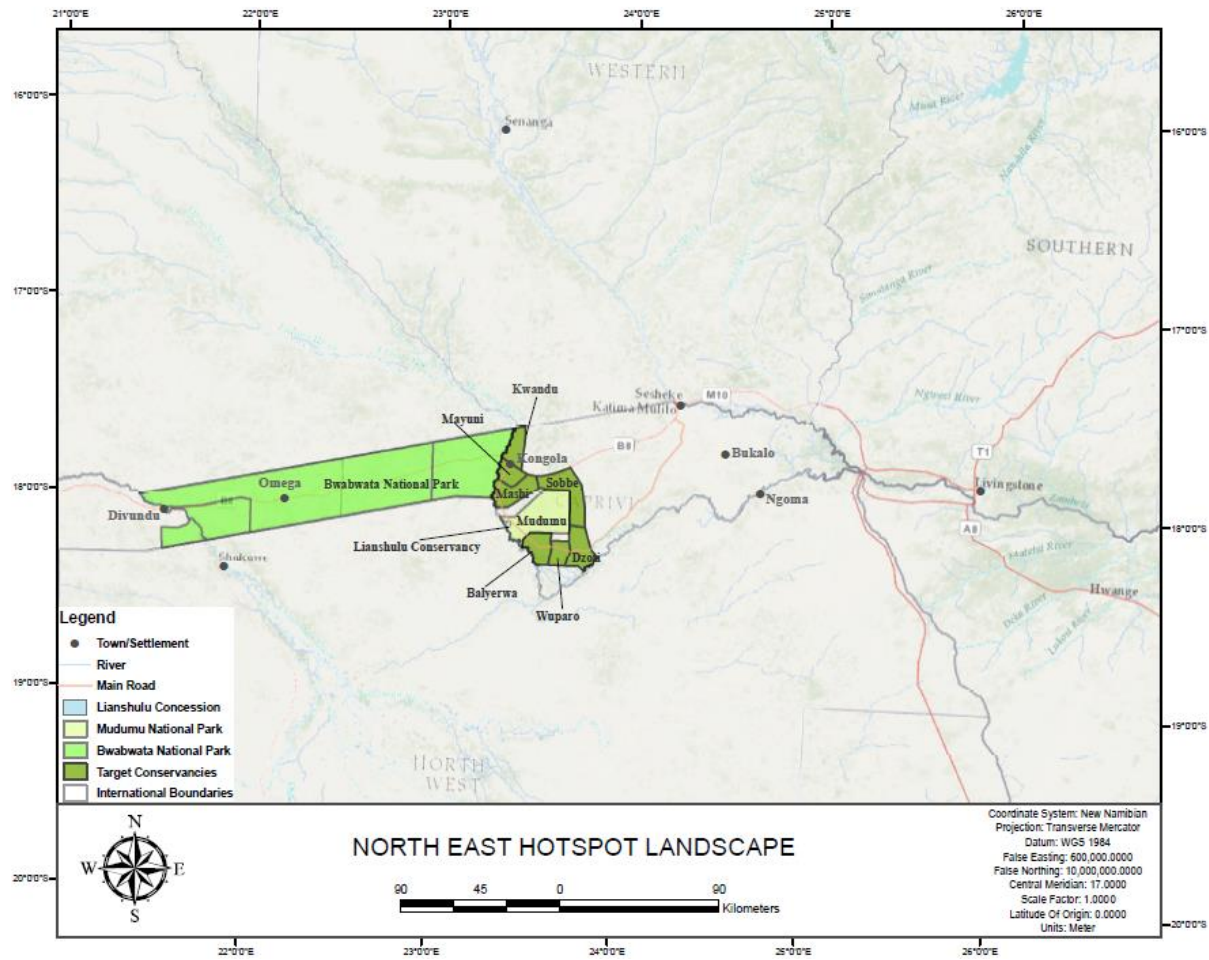 21°0'0"E 22°0'0"E 23°0'0"E 24°0'0"E 25°0'0"E 26°0'0"E
16°0'0"S
17°0'0"S
18°0'0"S
19°0'0"S
20°0'0"S
16°0'0"S
17°0'0"S
18°0'0"S
19°0'0"S
20°0'0"S
WESTERN
Senanga
SOUTHERN
Kwandu
Mayuni
Sesheke
Katima Mulilo
M10
B8
Kongola
Bukalo
T1
Omega
Bwabwata National Park
Mashi
Sobbe
Livingstone
Ngoma
Divundu
Mudumu
A8
Lianshulu Conservancy
Dzoti
Shakawe
Balyerwa
Hwange
Wuparo
NORTH
WEST
Legend
Town/Settlement
River
Main Road
Lianshulu Concession
Mudumu National Park
Bwabwata National Park
Target Conservancies
International Boundaries
N
W E
S
NORTH EAST HOTSPOT LANDSCAPE
90 45 0 90
Kilometers
Coordinate System: New Namibian
Projection: Transverse Mercator
Datum: WGS 1984
False Easting: 600,000.0000
False Northing: 10,000,000.0000
Central Meridian: 17.0000
Scale Factor: 1.0000
Latitude Of Origin: 0.0000
Units: Meter
22°0'0"E 23°0'0"E 24°0'0"E 25°0'0"E 26°0'0"E